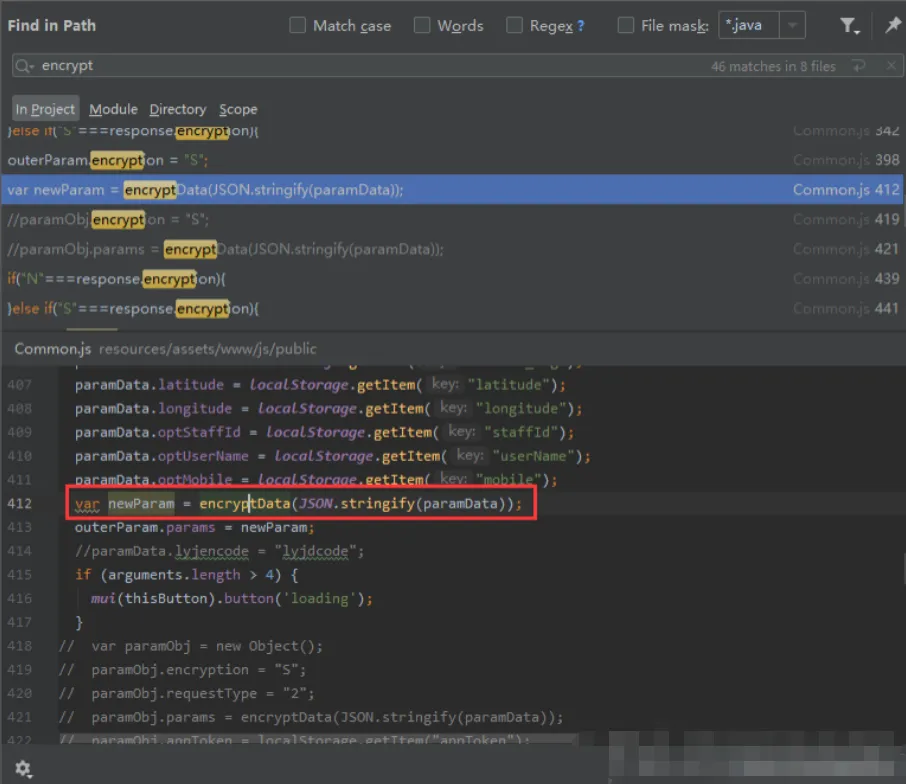 Find in Path
Match case
Words
Regex ?
File mask:
*.java
encrypt
46 matches in 8 files
In Project Module Directory Scope
}else if("S"===response.encryption){ Common.js 342
outerParam.encryption = "S"; Common.js 398
var newParam = encryptData(JSON.stringify(paramData)); Common.js 412
//paramObj.encryption = "S"; Common.js 419
//paramObj.params = encryptData(JSON.stringify(paramData)); Common.js 421
if("N"===response.encryption){ Common.js 439
}else if("S"===response.encryption){ Common.js 441
Common.js resources/assets/www/js/public
407 paramData.latitude = localStorage.getItem( key: "latitude");
408 paramData.longitude = localStorage.getItem( key: "longitude");
409 paramData.optStaffId = localStorage.getItem( key: "staffId");
410 paramData.optUserName = localStorage.getItem( key: "userName");
411 paramData.optMobile = localStorage.getItem( key: "mobile");
412 var newParam = encryptData(JSON.stringify(paramData));
413 outerParam.params = newParam;
414 //paramData.lyjencode = "lyjdcode";
415 if (arguments.length > 4) {
416 mui(thisButton).button('loading');
417 }
418 // var paramObj = new Object();
419 // paramObj.encryption = "S";
420 // paramObj.requestType = "2";
421 // paramObj.params = encryptData(JSON.stringify(paramData));
422 // paramObj.appToken = localStorage.getItem("appToken");